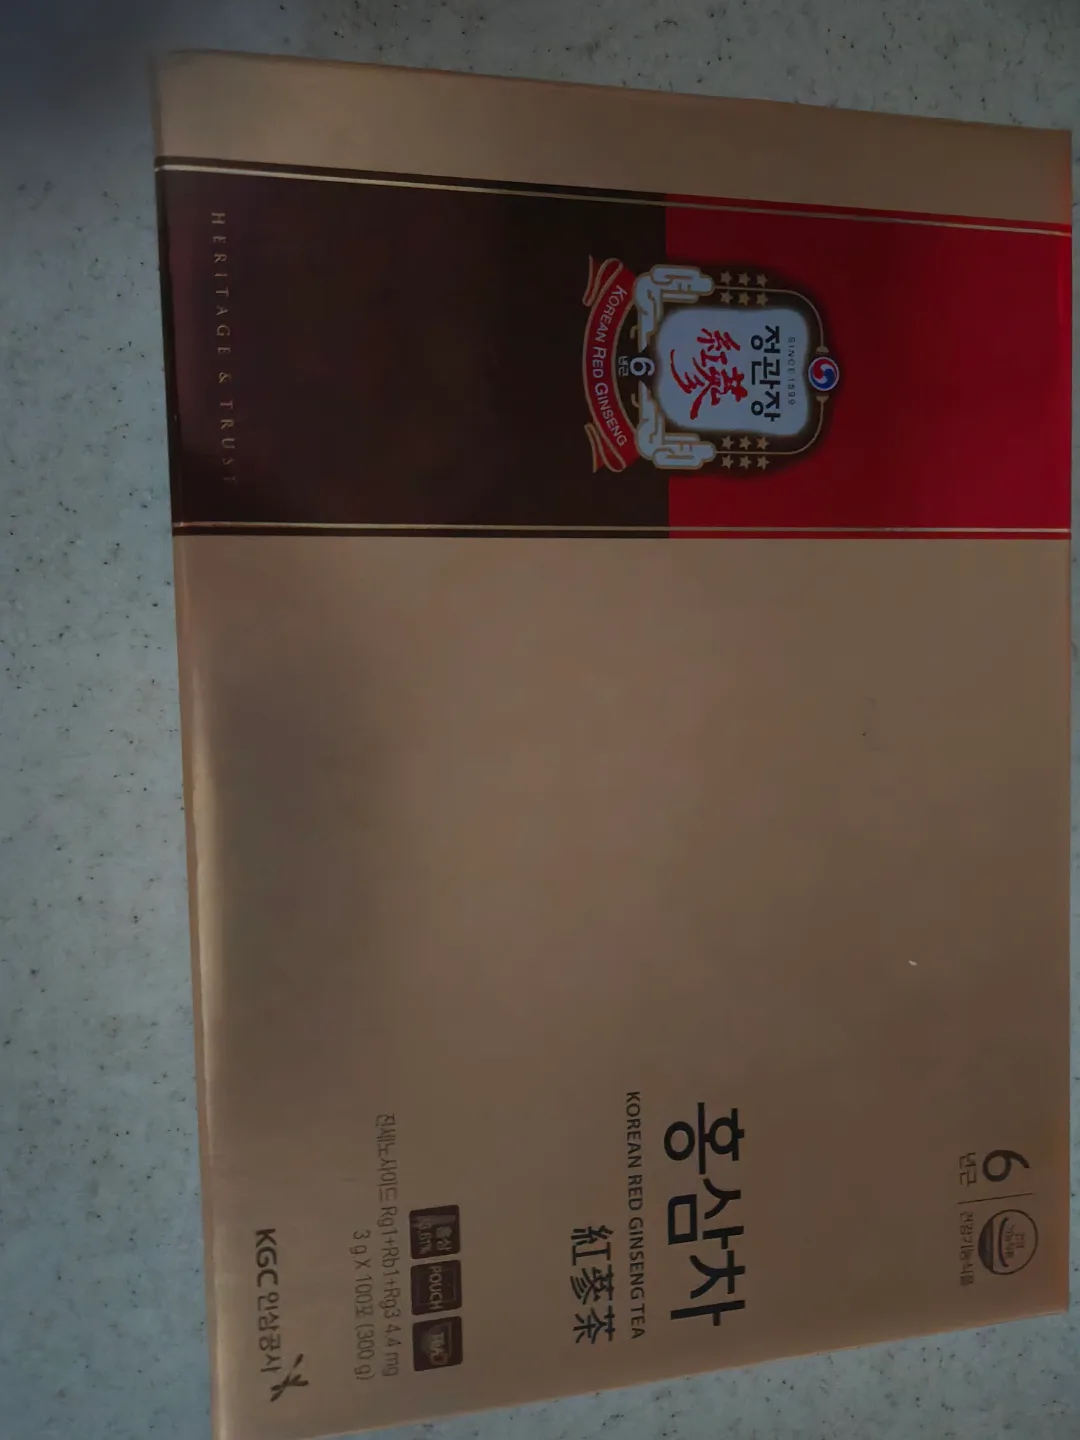 SINCE 1899
정관장
紅蔘
6
년근
KOREAN RED GINSENG
HERITAGE & TRUST
6
년근
건강기능식품
홍삼차
KOREAN RED GINSENG TEA
紅蔘茶
홍삼
POUCH
진세노사이드 Rg1+Rb1+Rg3 4.4 mg
3 g X 100포 (300 g)
KGC 인삼공사